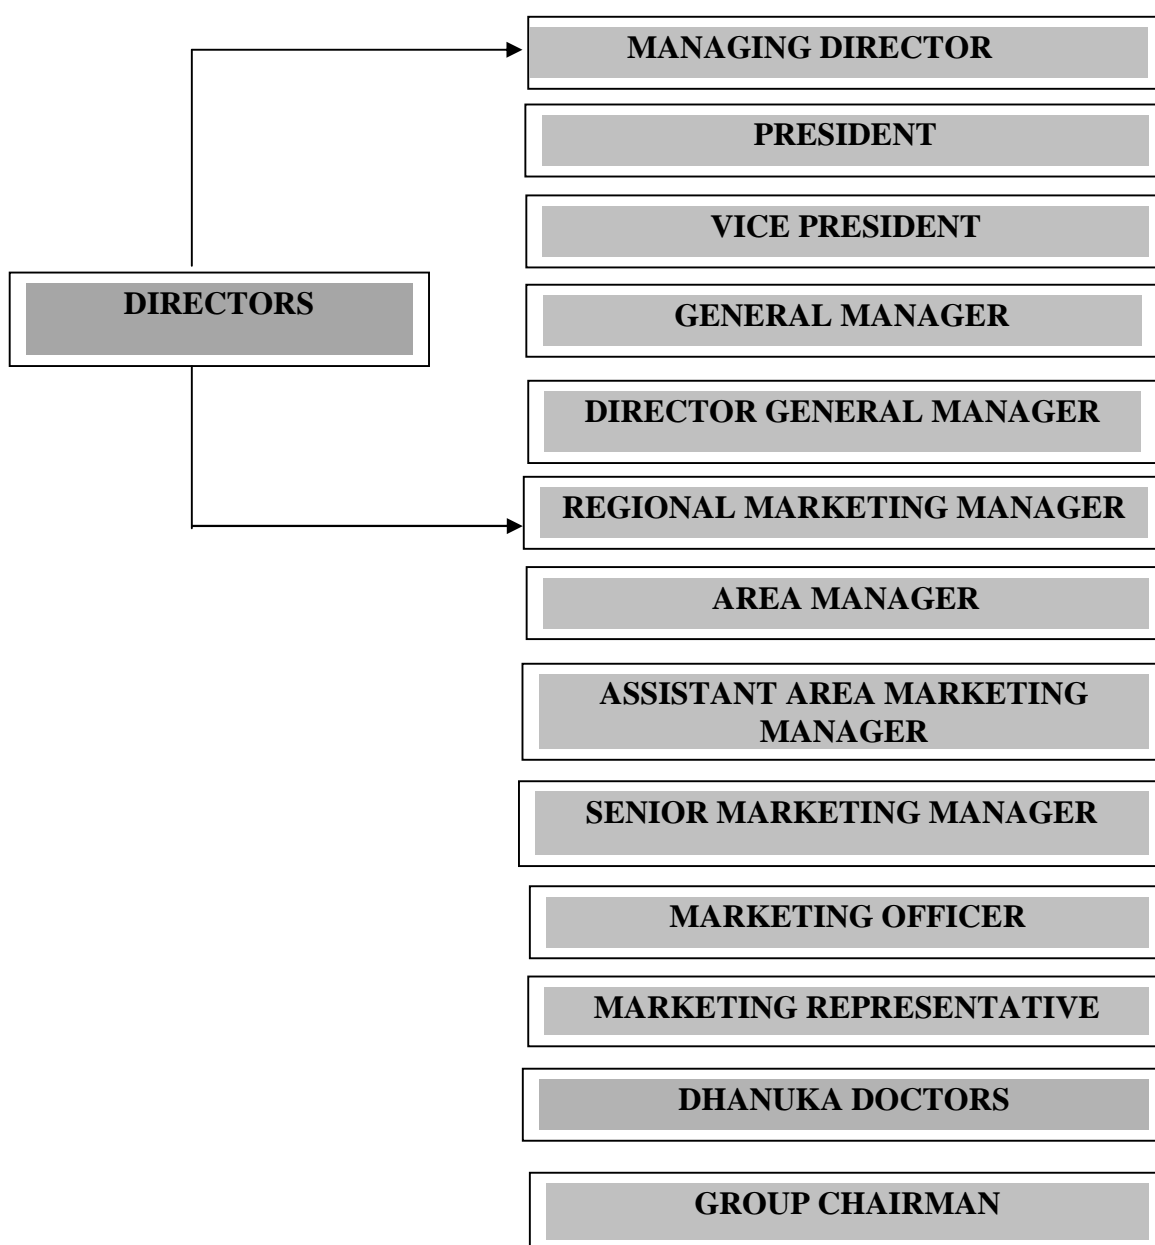 MANAGING DIRECTOR
PRESIDENT
VICE PRESIDENT
DIRECTORS
GENERAL MANAGER
DIRECTOR GENERAL MANAGER
REGIONAL MARKETING MANAGER
AREA MANAGER
ASSISTANT AREA MARKETING
MANAGER
SENIOR MARKETING MANAGER
MARKETING OFFICER
MARKETING REPRESENTATIVE
DHANUKA DOCTORS
GROUP CHAIRMAN